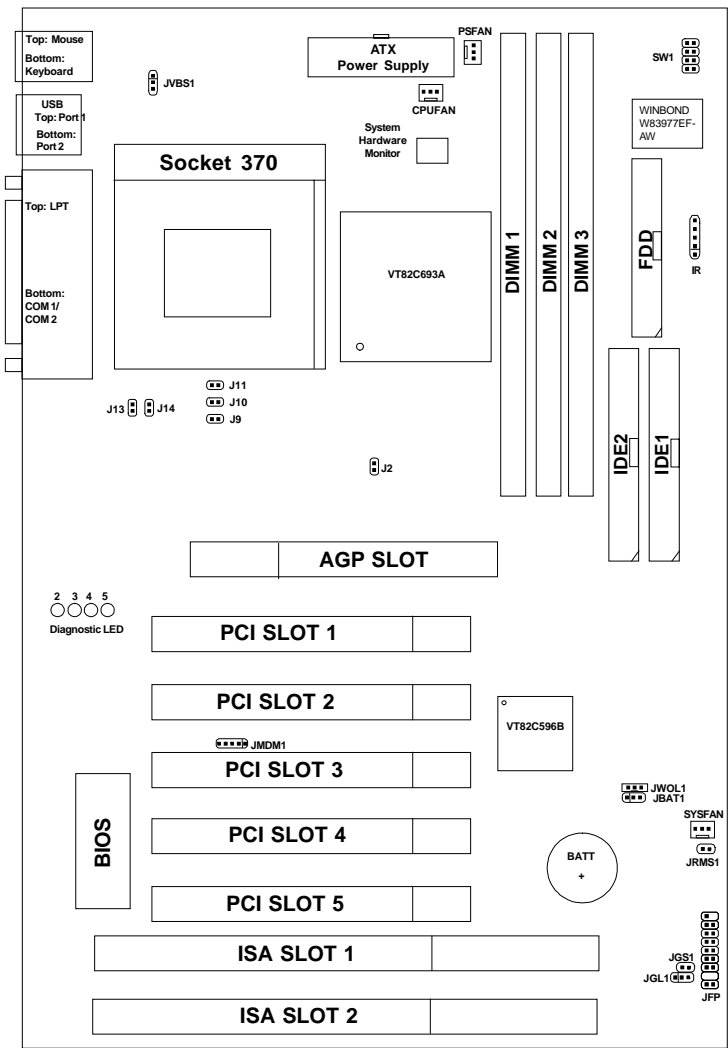 Top: Mouse
Bottom:
Keyboard
USB
Top: Port 1
Bottom:
Port 2
Top: LPT
Bottom:
COM 1/
COM 2
JVBS1
ATX
Power Supply
PSFAN
CPUFAN
System
Hardware
Monitor
SW1
WINBOND
W83977EF-
AW
Socket 370
VT82C693A
DIMM 1
DIMM 2
DIMM 3
FDD
IR
J11
J10
J9
J13
J14
J2
IDE2
IDE1
AGP SLOT
2 3 4 5
Diagnostic LED
PCI SLOT 1
PCI SLOT 2
VT82C596B
JMDM1
PCI SLOT 3
JWOL1
JBAT1
SYSFAN
JRMS1
BIOS
PCI SLOT 4
BATT
+
PCI SLOT 5
ISA SLOT 1
JGS1
JGL1
JFP
ISA SLOT 2